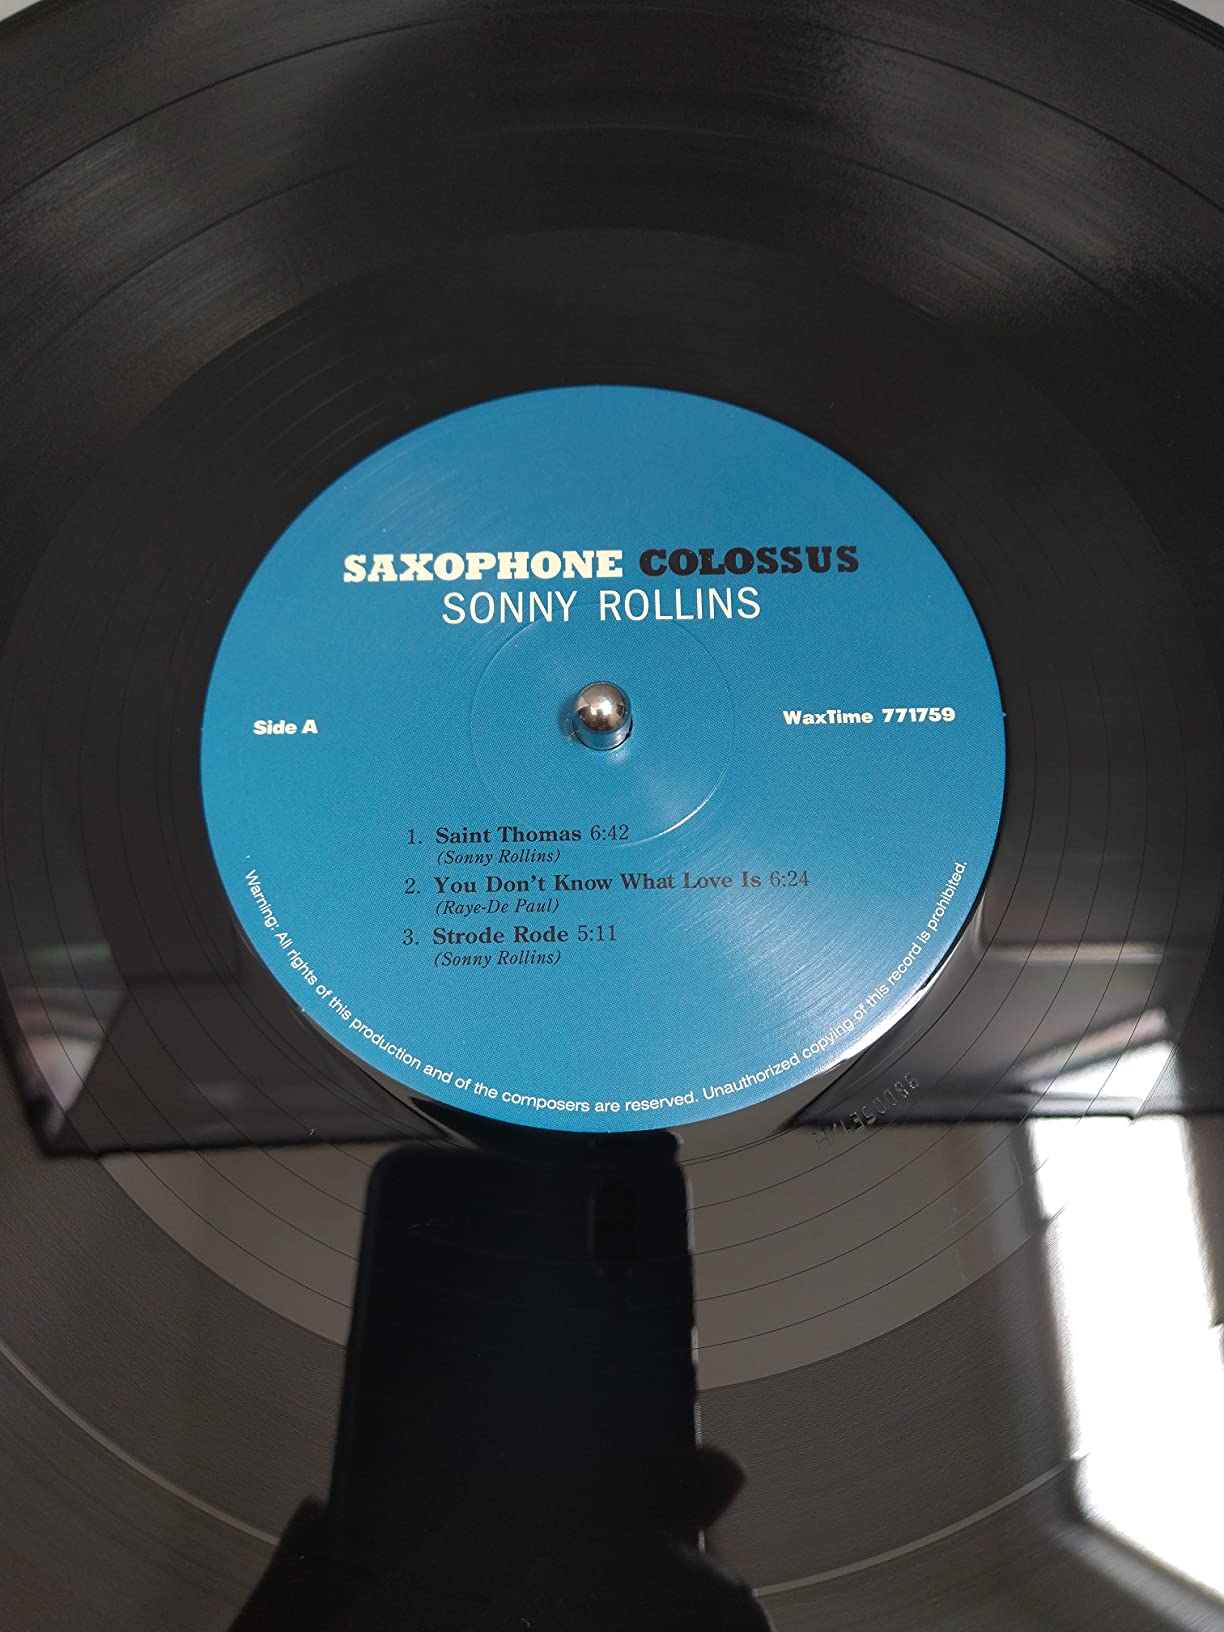 SAXOPHONE COLOSSUS
SONNY ROLLINS
Side A
WaxTime 771759
1. Saint Thomas 6:42
(Sonny Rollins)
2. You Don't Know What Love Is 6:24
(Raye-De Paul)
3. Strode Rode 5:11
(Sonny Rollins)
Warning: All rights of this production and of the composers are reserved. Unauthorized copying of this record is prohibited.